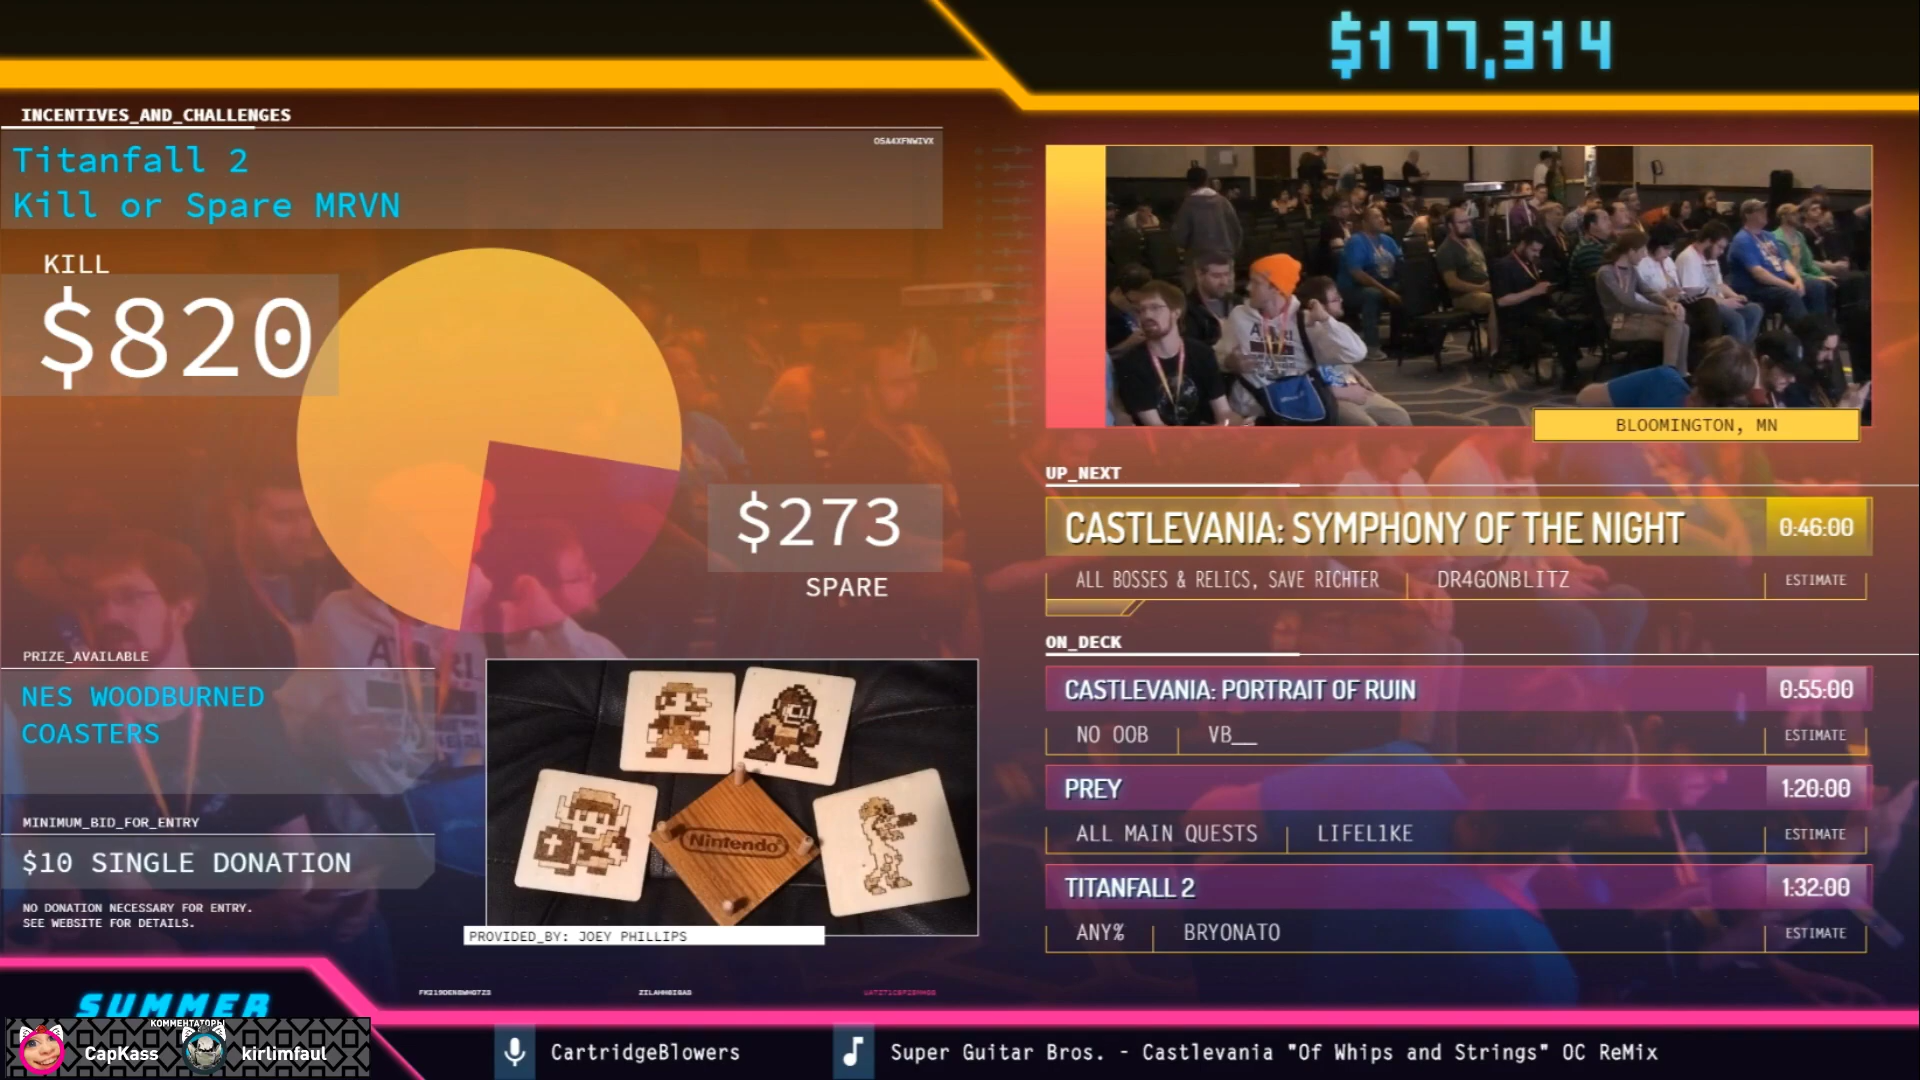 $177,314
INCENTIVES_AND_CHALLENGES
OSA4XFNWIVX
Titanfall 2
Kill or Spare MRVN
KILL
$820
$273
SPARE
PRIZE_AVAILABLE
NES WOODBURNED
COASTERS
MINIMUM_BID_FOR_ENTRY
$10 SINGLE DONATION
NO DONATION NECESSARY FOR ENTRY.
SEE WEBSITE FOR DETAILS.
Nintendo
PROVIDED_BY: JOEY PHILLIPS
BLOOMINGTON, MN
UP_NEXT
CASTLEVANIA: SYMPHONY OF THE NIGHT
0:46:00
ALL BOSSES & RELICS, SAVE RICHTER
DR4GONBLITZ
ESTIMATE
ON_DECK
CASTLEVANIA: PORTRAIT OF RUIN
0:55:00
NO OOB
VB__
ESTIMATE
PREY
1:20:00
ALL MAIN QUESTS
LIFEL1KE
ESTIMATE
TITANFALL 2
1:32:00
ANY%
BRYONATO
ESTIMATE
SUMMER
КОММЕНТАТОРЫ
CapKass
kirlimfaul
CartridgeBlowers
Super Guitar Bros. - Castlevania "Of Whips and Strings" OC ReMix